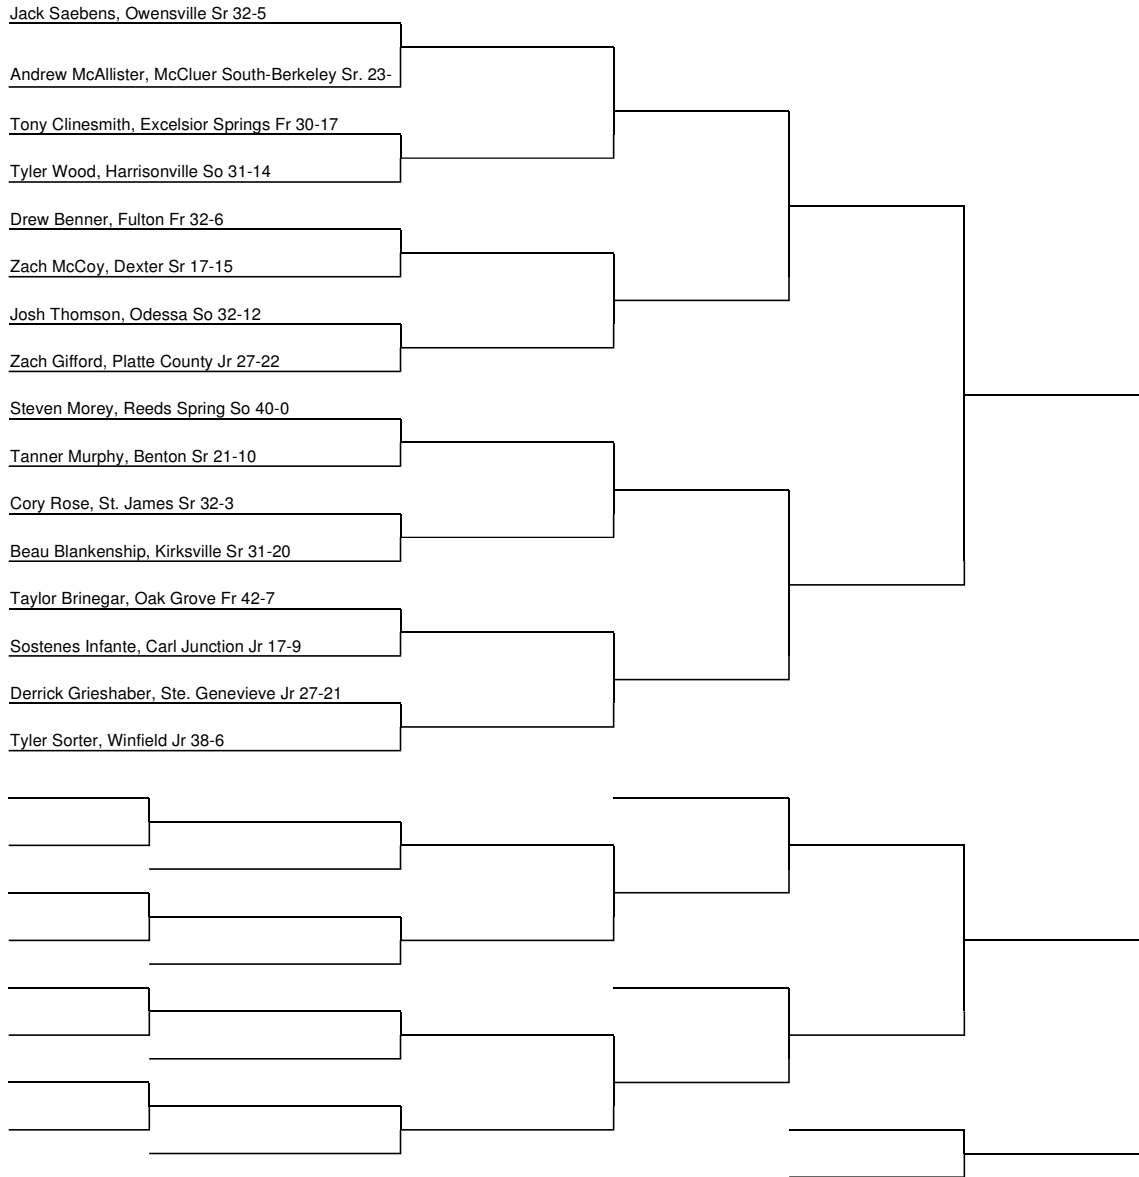 Jack Saebens, Owensville Sr 32-5
Andrew McAllister, McCluer South-Berkeley Sr. 23-
Tony Clinesmith, Excelsior Springs Fr 30-17
Tyler Wood, Harrisonville So 31-14
Drew Benner, Fulton Fr 32-6
Zach McCoy, Dexter Sr 17-15
Josh Thomson, Odessa So 32-12
Zach Gifford, Platte County Jr 27-22
Steven Morey, Reeds Spring So 40-0
Tanner Murphy, Benton Sr 21-10
Cory Rose, St. James Sr 32-3
Beau Blankenship, Kirksville Sr 31-20
Taylor Brinegar, Oak Grove Fr 42-7
Sostenes Infante, Carl Junction Jr 17-9
Derrick Grieshaber, Ste. Genevieve Jr 27-21
Tyler Sorter, Winfield Jr 38-6